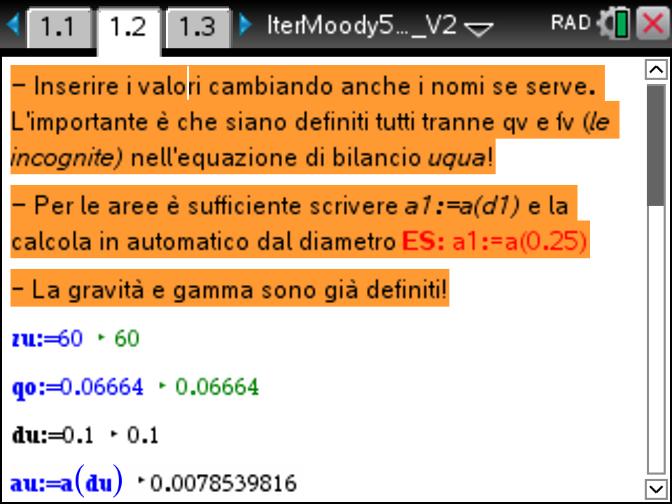 1.1 1.2 1.3 IterMoody5..._V2 RAD
– Inserire i valori cambiando anche i nomi se serve.
L'importante è che siano definiti tutti tranne qv e fv (le
incognite) nell'equazione di bilancio uqua!
– Per le aree è sufficiente scrivere a1:=a(d1) e la
calcola in automatico dal diametro ES: a1:=a(0.25)
– La gravità e gamma sono già definiti!
zu:=60 ▸ 60
qo:=0.06664 ▸ 0.06664
du:=0.1 ▸ 0.1
au:=a(du) ▸ 0.0078539816